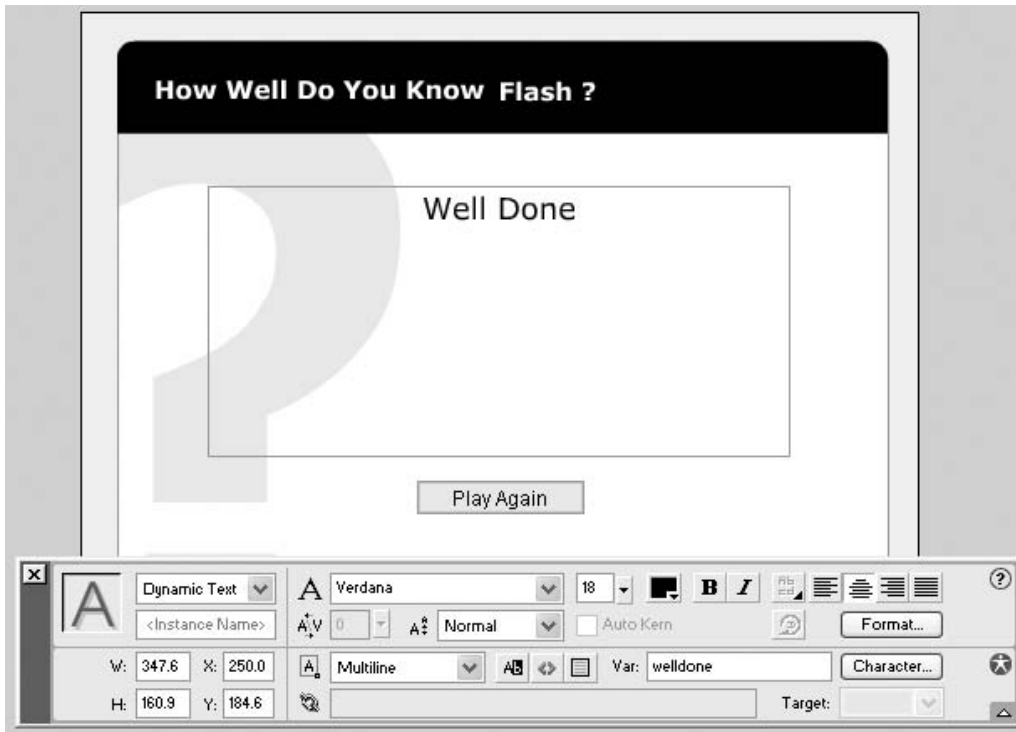 How Well Do You Know Flash ?
Well Done
Play Again
X
A Dynamic Text A Verdana 18 B I ?
<Instance Name> A V 0 A Normal Auto Kern Format...
W: 347.6 X: 250.0 A Multiline AB <> Var: welldone Character...
H: 160.9 Y: 184.6 Target: